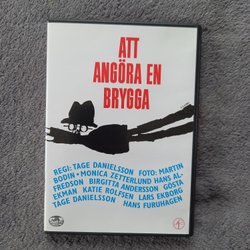 ATT
ANGÖRA EN
BRYGGA
REGI: TAGE DANIELSSON FOTO: MARTIN
BODIN • MONICA ZETTERLUND HANS AL-
FREDSON BIRGITTA ANDERSSON GÖSTA
EKMAN KATIE ROLFSEN LARS EKBORG
TAGE DANIELSSON HANS FURUHAGEN
SF